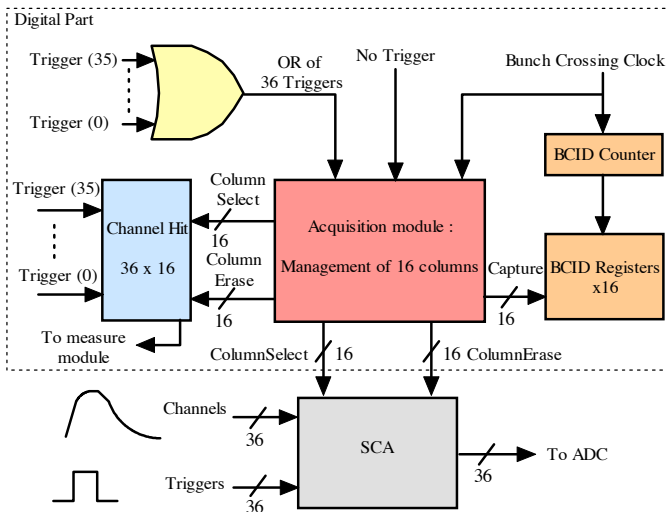 Digital Part
Trigger (35)
OR of
36 Triggers
No Trigger
Bunch Crossing Clock
Trigger (0)
BCID Counter
Trigger (35)
Channel Hit
36 x 16
Trigger (0)
Column
Select
16
Column
Erase
16
Acquisition module :
Management of 16 columns
Capture
16
BCID Registers
x16
To measure
module
ColumnSelect
16
16
ColumnErase
Channels
36
SCA
36
To ADC
Triggers
36